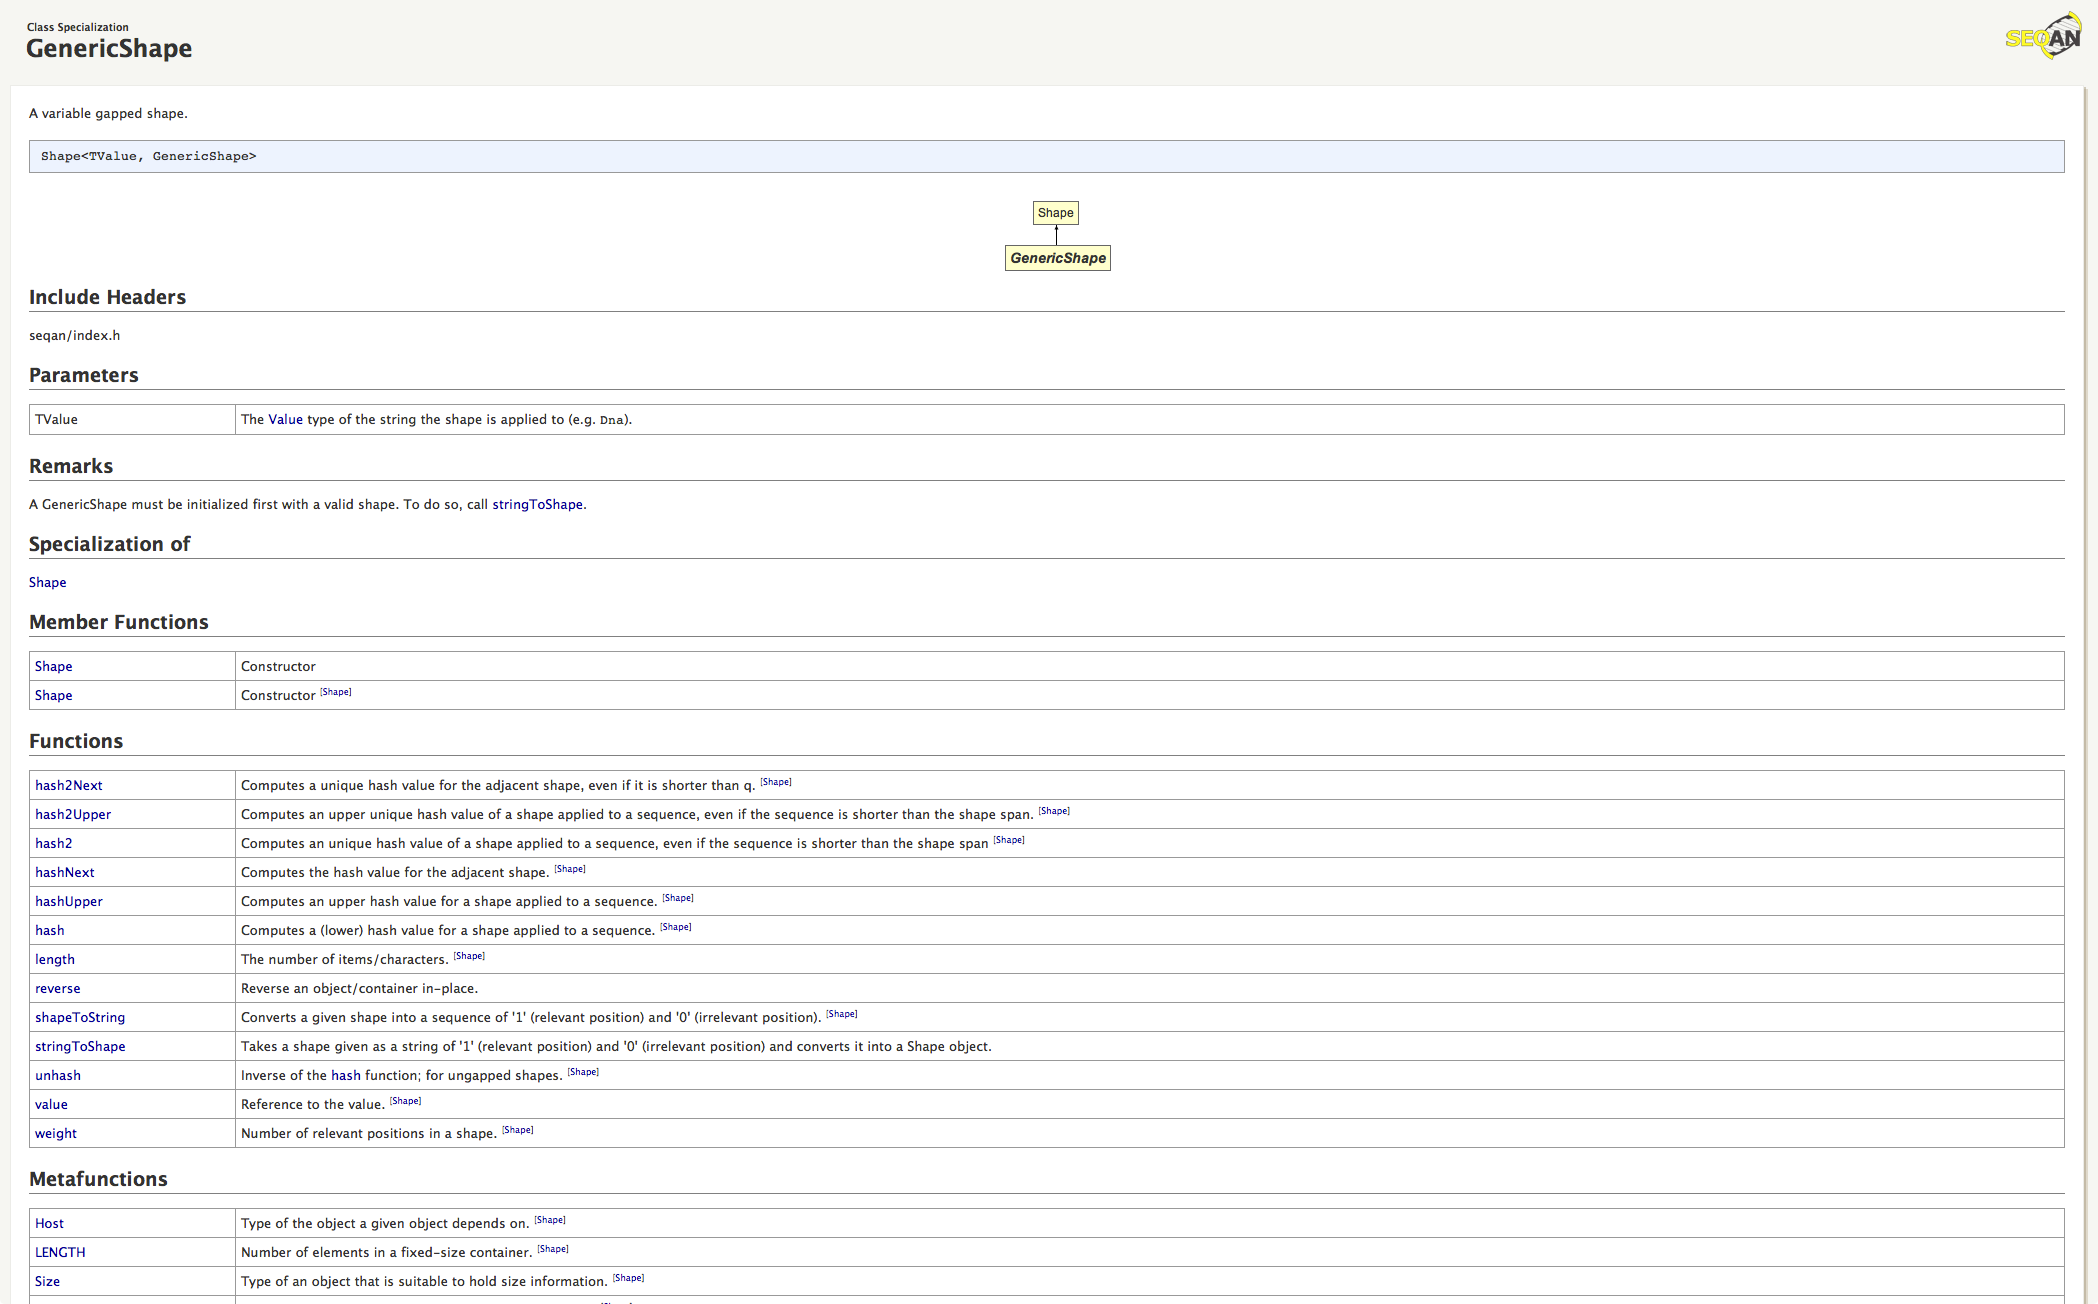 Class Specialization
GenericShape
SEQAN
A variable gapped shape.
Shape<TValue, GenericShape>
Shape
GenericShape
Include Headers
seqan/index.h
Parameters
TValue The Value type of the string the shape is applied to (e.g. Dna).
Remarks
A GenericShape must be initialized first with a valid shape. To do so, call stringToShape.
Specialization of
Shape
Member Functions
Shape Constructor
Shape Constructor [Shape]
Functions
hash2Next Computes a unique hash value for the adjacent shape, even if it is shorter than q. [Shape]
hash2Upper Computes an upper unique hash value of a shape applied to a sequence, even if the sequence is shorter than the shape span. [Shape]
hash2 Computes an unique hash value of a shape applied to a sequence, even if the sequence is shorter than the shape span [Shape]
hashNext Computes the hash value for the adjacent shape. [Shape]
hashUpper Computes an upper hash value for a shape applied to a sequence. [Shape]
hash Computes a (lower) hash value for a shape applied to a sequence. [Shape]
length The number of items/characters. [Shape]
reverse Reverse an object/container in-place.
shapeToString Converts a given shape into a sequence of '1' (relevant position) and '0' (irrelevant position). [Shape]
stringToShape Takes a shape given as a string of '1' (relevant position) and '0' (irrelevant position) and converts it into a Shape object.
unhash Inverse of the hash function; for ungapped shapes. [Shape]
value Reference to the value. [Shape]
weight Number of relevant positions in a shape. [Shape]
Metafunctions
Host Type of the object a given object depends on. [Shape]
LENGTH Number of elements in a fixed-size container. [Shape]
Size Type of an object that is suitable to hold size information. [Shape]